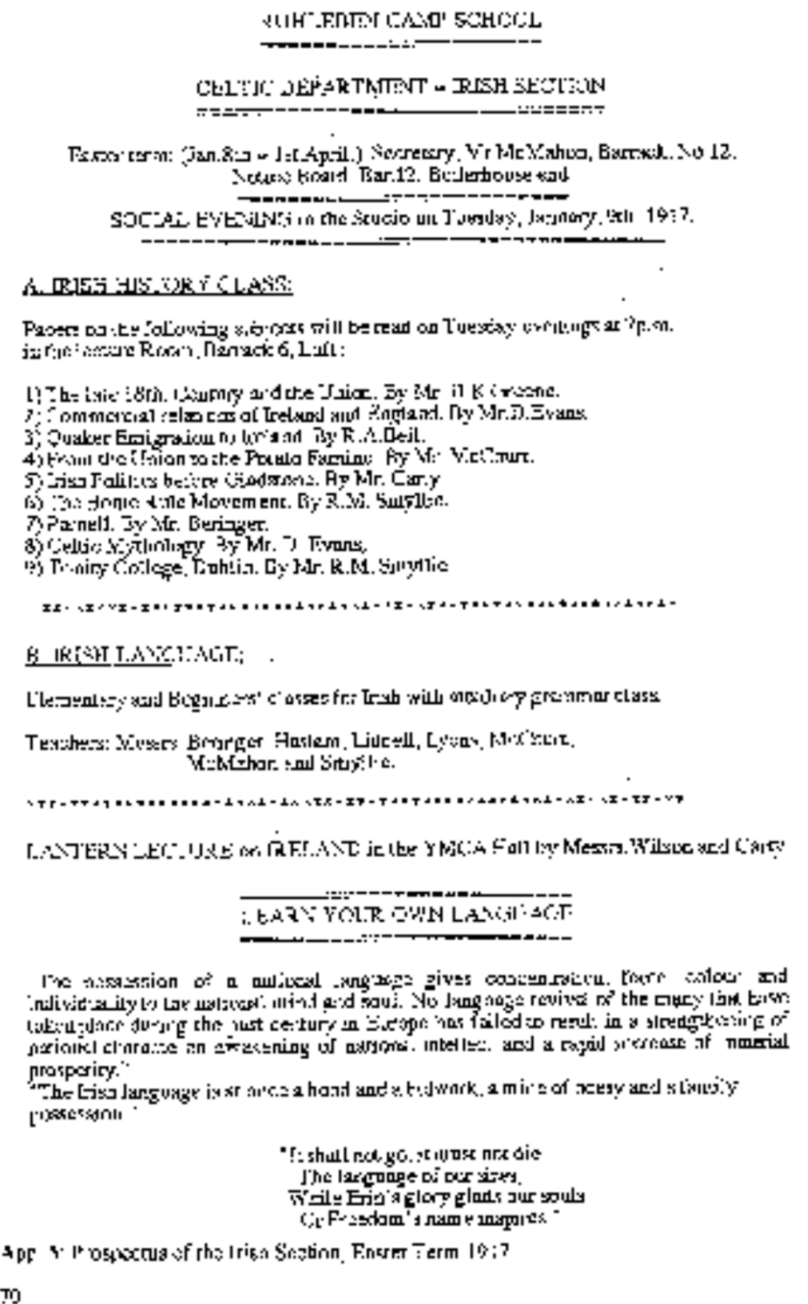 RUHLEBEN CAMP SCHOOL
CELTIC DEPARTMENT - IRISH SECTION
Easter term: (Jan.8th - 1st.April.) Secretary, Mr McMahon, Barrack. No 12.
Notice Board Bar.12. Boilerhouse and
SOCIAL EVENING in the Studio on Tuesday, January, 9th 1917.
A. IRISH HISTORY CLASS:
Papers on the following subjects will be read on Tuesday evenings at 7p.m.
in the Lecture Room, Barrack 6, Loft :
1) The late 18th. Century and the Union. By Mr. Greene.
2) Commercial relations of Ireland and England. By Mr.D.Evans.
3) Quaker Emigration to Ireland. By R.A.Bell.
4) From the Union to the Potato Famine. By Mr. McCourt.
5) Irish Politics before Gladstone. By Mr. Carty
6) The Home Rule Movement. By R.M. Smyllie.
7) Parnell. By Mr. Beringer.
8) Celtic Mythology. By Mr. D. Evans.
9) Trinity College, Dublin. By Mr. R.M. Smyllie
B. IRISH LANGUAGE;
Elementary and Beginners' classes for Irish with auxiliary grammar class.
Teachers: Messrs. Beringer, Haslam, Liddell, Lyons, McCourt,
McMahon and Smyllie.
LANTERN LECTURE on IRELAND in the YMCA Hall by Messrs.Wilson and Carty
LEARN YOUR OWN LANGUAGE
The possession of a national language gives concentration, force colour and
individuality to the national mind and soul. No language revival of the many that have
taken place during the past century in Europe has failed to result in a strengthening of
national character an awakening of national intellect and a rapid increase of material
prosperity."
"The Irish language is at once a bond and a bulwark, a mine of poesy and a family
possession."
"It shall not go, it must not die
The language of our sires,
While Erin's glory glads our souls
Or Freedom's name inspires."
App. V: Prospectus of the Irish Section, Easter Term 1917
70